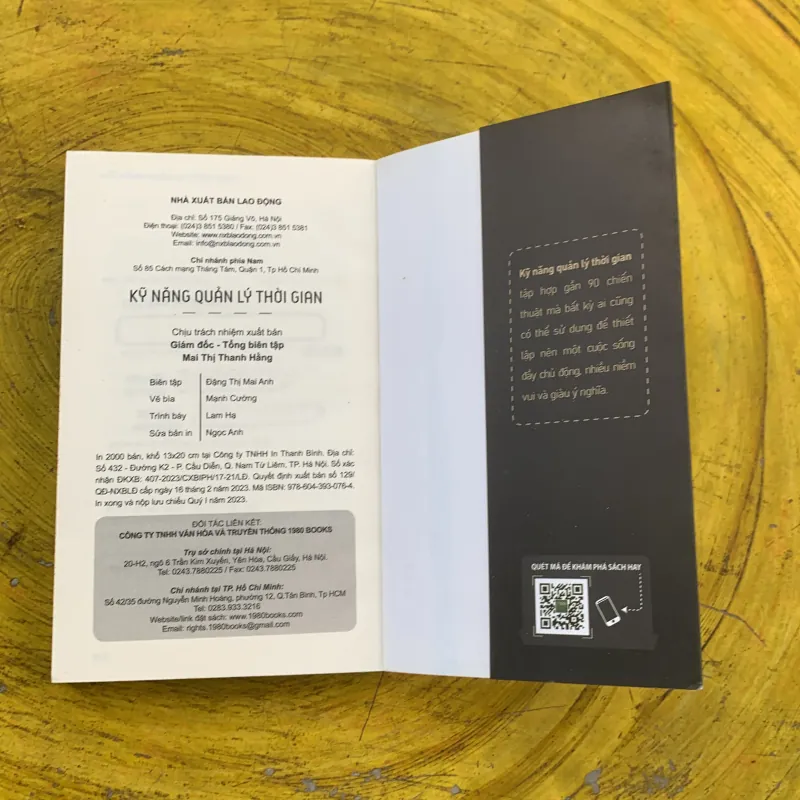 NHÀ XUẤT BẢN LAO ĐỘNG
Địa chỉ: Số 175 Giảng Võ, Hà Nội
Điện thoại: (024)3 851 5380 / Fax: (024)3 851 5381
Website: www.nxblaodong.com.vn
Email: info@nxblaodong.com.vn
Chi nhánh phía Nam
Số 85 Cách mạng Tháng Tám, Quận 1, Tp Hồ Chí Minh
KỸ NĂNG QUẢN LÝ THỜI GIAN
Chịu trách nhiệm xuất bản
Giám đốc - Tổng biên tập
Mai Thị Thanh Hằng
Biên tập Đặng Thị Mai Anh
Vẽ bìa Mạnh Cường
Trình bày Lam Hạ
Sửa bản in Ngọc Anh
In 2000 bản, khổ 13x20 cm tại Công ty TNHH In Thanh Bình. Địa chỉ:
Số 432 - Đường K2 - P. Cầu Diễn, Q. Nam Từ Liêm, TP. Hà Nội. Số xác
nhận ĐKXB: 407-2023/CXBIPH/17-21/LĐ. Quyết định xuất bản số 129/
QĐ-NXBLĐ cấp ngày 16 tháng 2 năm 2023. Mã ISBN: 978-604-393-076-4.
In xong và nộp lưu chiểu Quý I năm 2023.
ĐỐI TÁC LIÊN KẾT:
CÔNG TY TNHH VĂN HÓA VÀ TRUYỀN THÔNG 1980 BOOKS
Trụ sở chính tại Hà Nội:
20-H2, ngõ 6 Trần Kim Xuyến, Yên Hòa, Cầu Giấy, Hà Nội.
Tel: 0243.7880225 / Fax: 0243.7880225
Chi nhánh tại TP. Hồ Chí Minh:
Số 42/35 đường Nguyễn Minh Hoàng, phường 12, Q.Tân Bình, Tp HCM
Tel: 0283.933.3216
Website/link đặt sách: www.1980books.com
Email: rights.1980books@gmail.com
Kỹ năng quản lý thời gian
tập hợp gần 90 chiến
thuật mà bất kỳ ai cũng
có thể sử dụng để thiết
lập nên một cuộc sống
đầy chủ động, nhiều niềm
vui và giàu ý nghĩa.
QUÉT MÃ ĐỂ KHÁM PHÁ SÁCH HAY